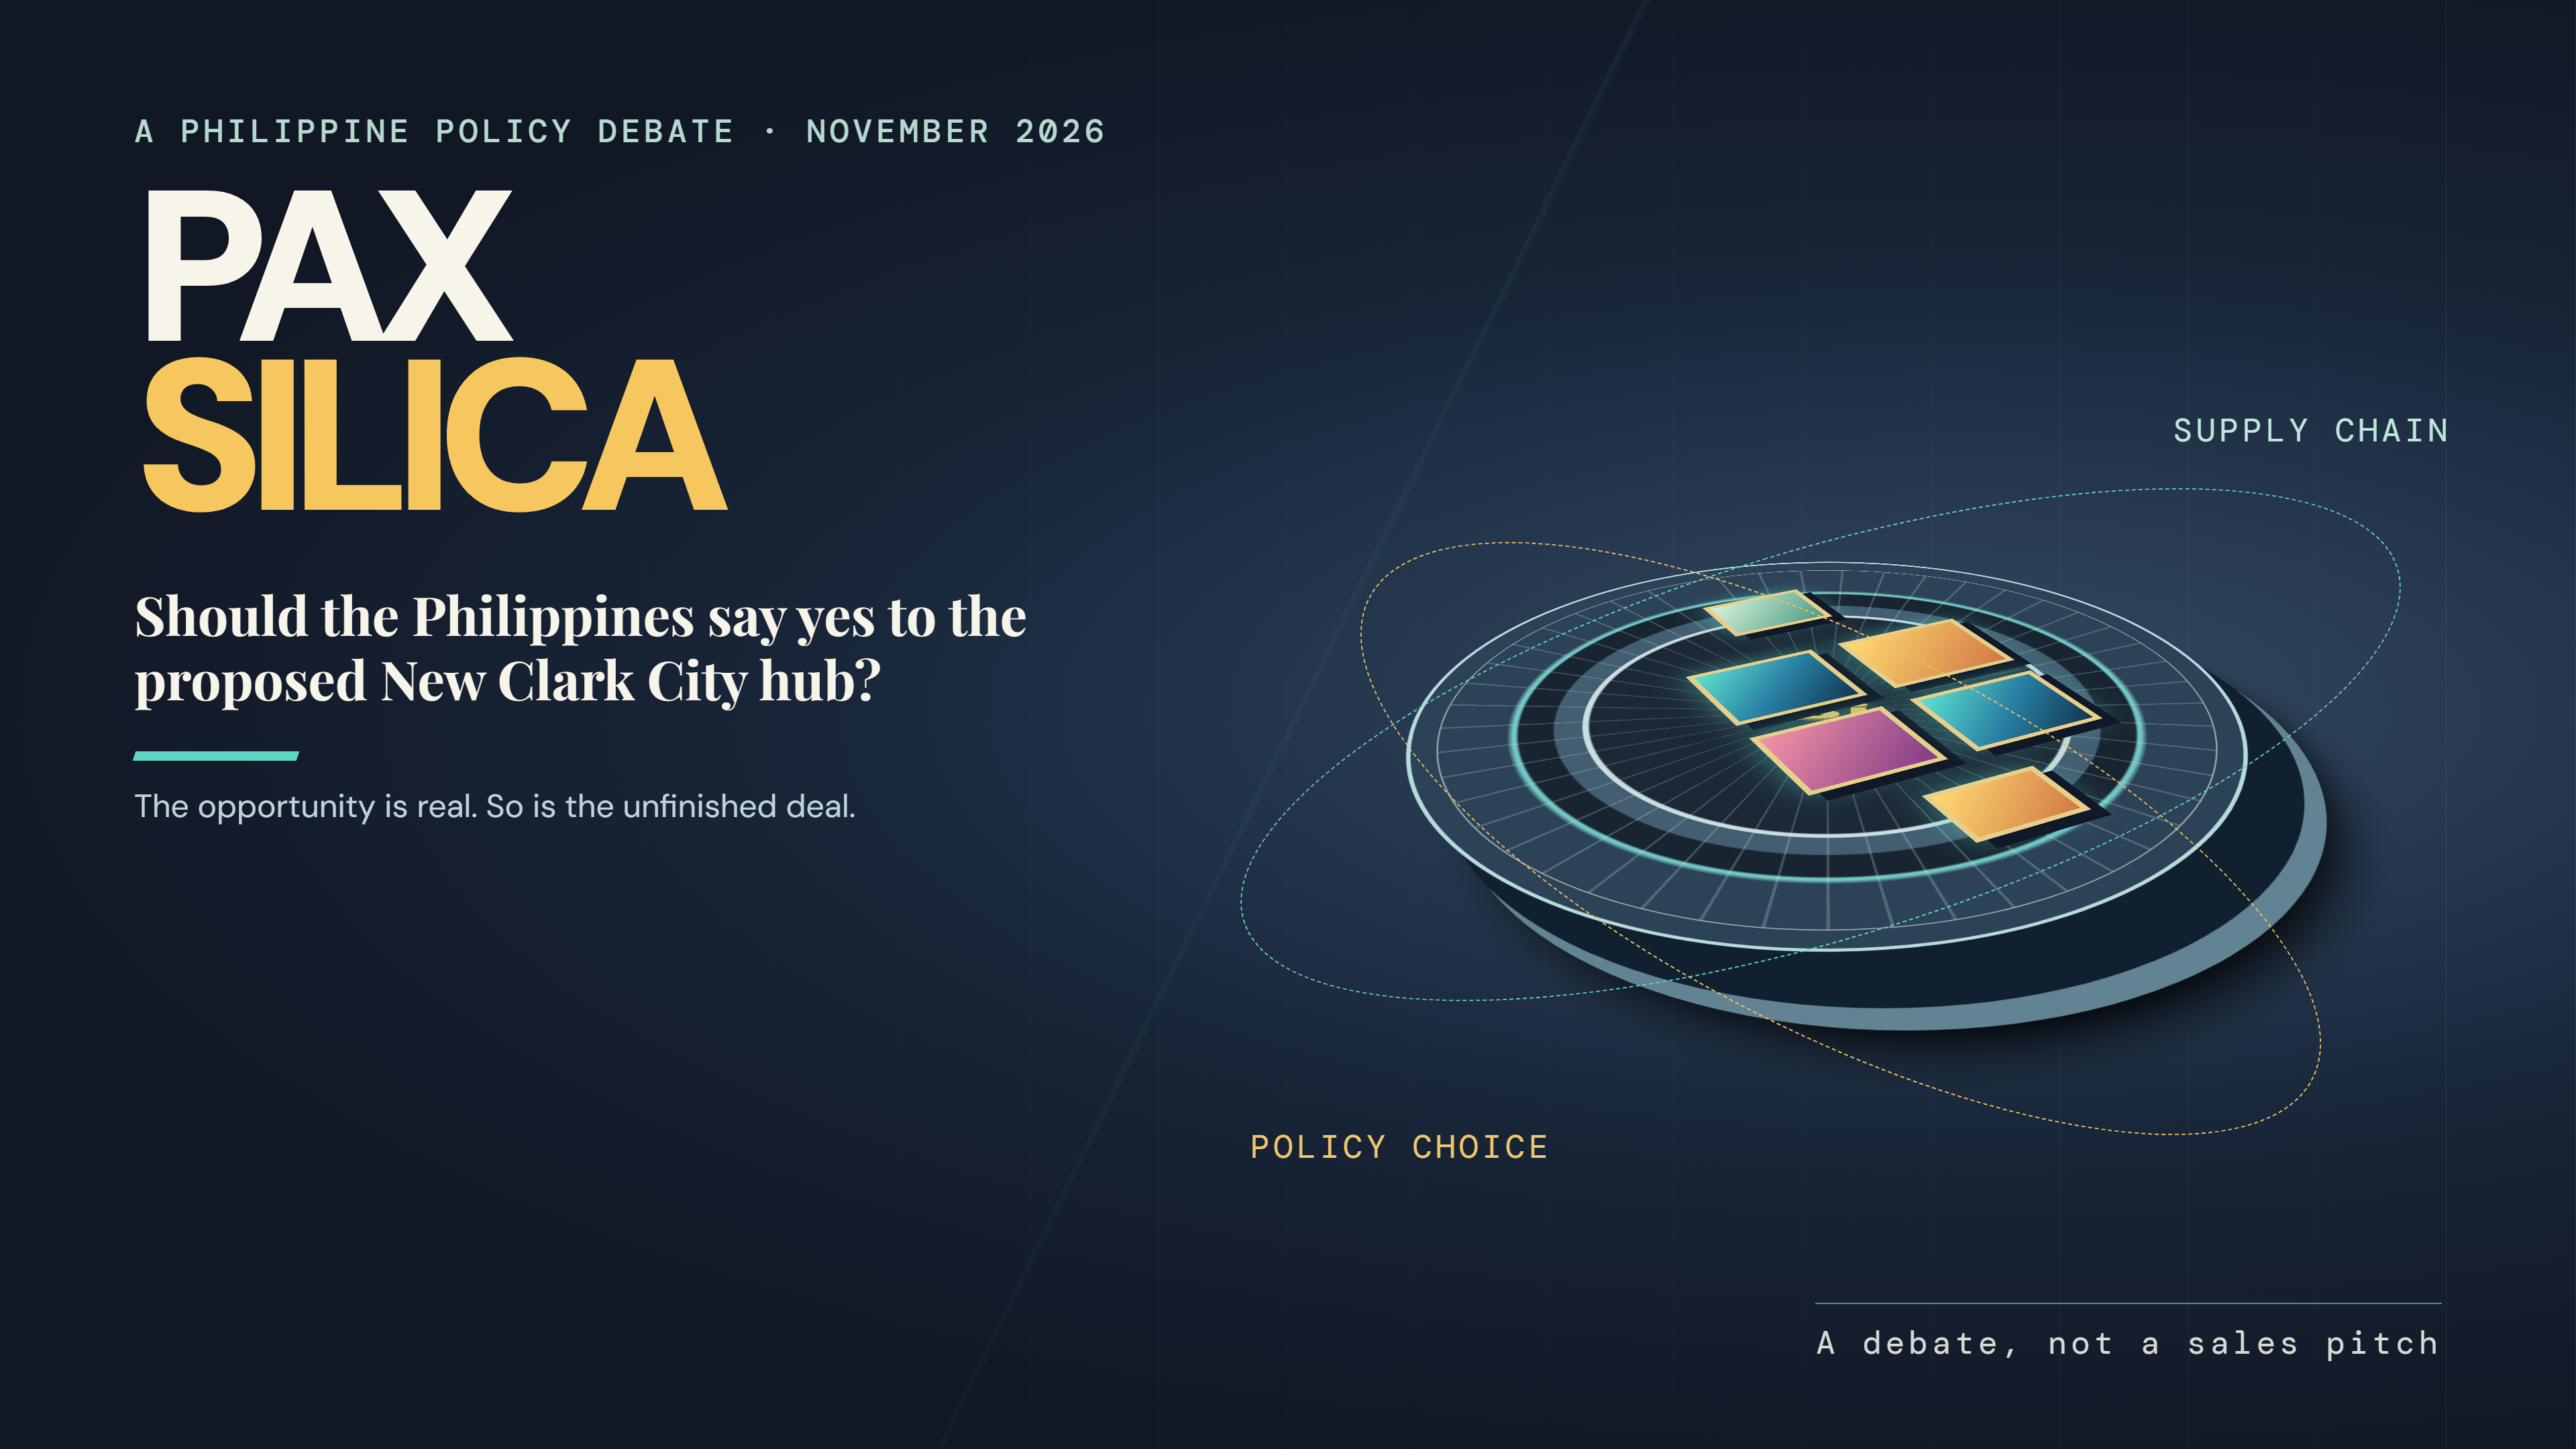 A PHILIPPINE POLICY DEBATE · NOVEMBER 2026
PAX
SILICA
Should the Philippines say yes to the
proposed New Clark City hub?
The opportunity is real. So is the unfinished deal.
SUPPLY CHAIN
POLICY CHOICE
A debate, not a sales pitch